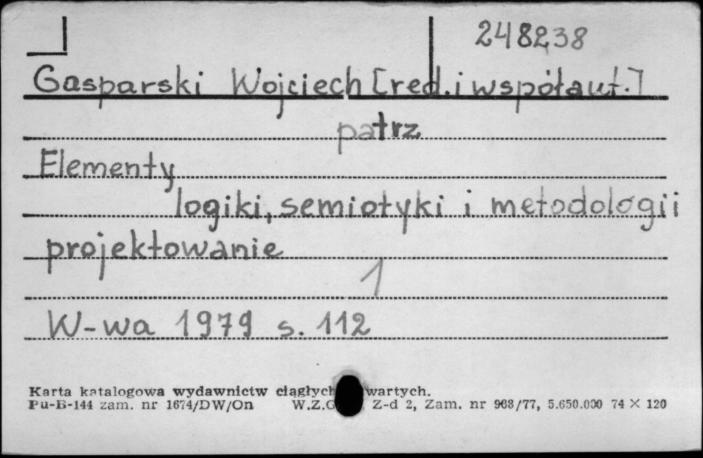 248238
Gasparski Wojciech [red. i współaut.]
patrz
Elementy
logiki, semiotyki i metodologii
projektowanie
1
W-wa 1979 s. 112
Karta katalogowa wydawnictw ciągłych wartych.
Pu-B-144 zam. nr 1674/DW/On W.Z.G Z-d 2, Zam. nr 968/77, 5.650.000 74 × 120